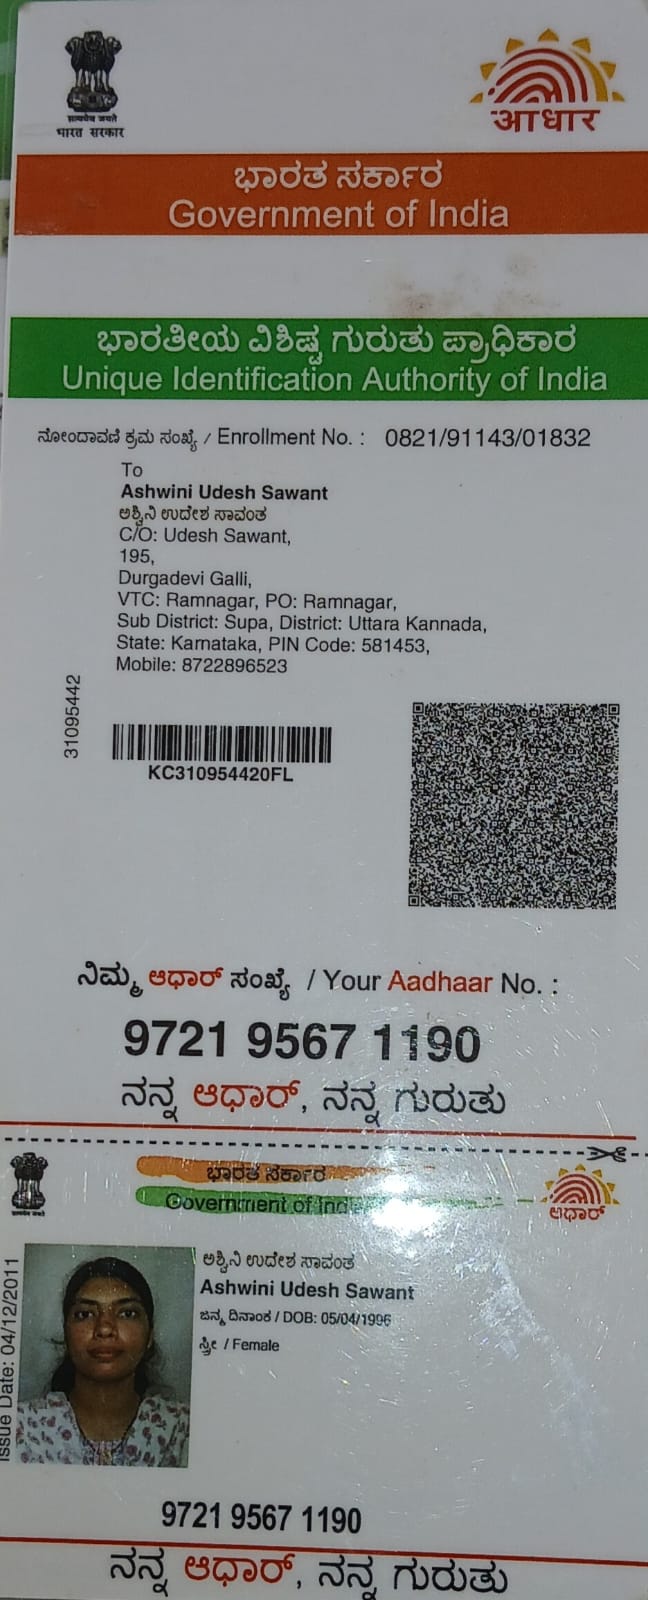 सत्यमेव जयते
भारत सरकार
आधार
ಭಾರತ ಸರ್ಕಾರ
Government of India
ಭಾರತೀಯ ವಿಶಿಷ್ಟ ಗುರುತು ಪ್ರಾಧಿಕಾರ
Unique Identification Authority of India
ನೋಂದಾವಣಿ ಕ್ರಮ ಸಂಖ್ಯೆ / Enrollment No. : 0821/91143/01832
To
Ashwini Udesh Sawant
ಅಶ್ವಿನಿ ಉದೇಶ ಸಾವಂತ
C/O: Udesh Sawant,
195,
Durgadevi Galli,
VTC: Ramnagar, PO: Ramnagar,
Sub District: Supa, District: Uttara Kannada,
State: Karnataka, PIN Code: 581453,
Mobile: 8722896523
31095442
KC310954420FL
ನಿಮ್ಮ ಆಧಾರ್ ಸಂಖ್ಯೆ / Your Aadhaar No. :
9721 9567 1190
ನನ್ನ ಆಧಾರ್, ನನ್ನ ಗುರುತು
ಭಾರತ ಸರ್ಕಾರ
Government of India
ಆಧಾರ್
Issue Date: 04/12/2011
ಅಶ್ವಿನಿ ಉದೇಶ ಸಾವಂತ
Ashwini Udesh Sawant
ಜನ್ಮ ದಿನಾಂಕ / DOB: 05/04/1996
ಸ್ತ್ರೀ / Female
9721 9567 1190
ನನ್ನ ಆಧಾರ್, ನನ್ನ ಗುರುತು